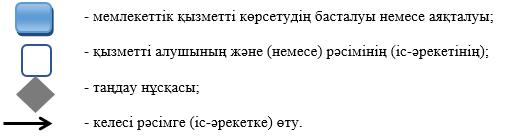 - мемлекеттік қызметті көрсетудің басталуы немесе аяқталуы;
- қызметті алушының және (немесе) рәсімінің (іс-әрекетінің);
- таңдау нұсқасы;
- келесі рәсімге (іс-әрекетке) өту.